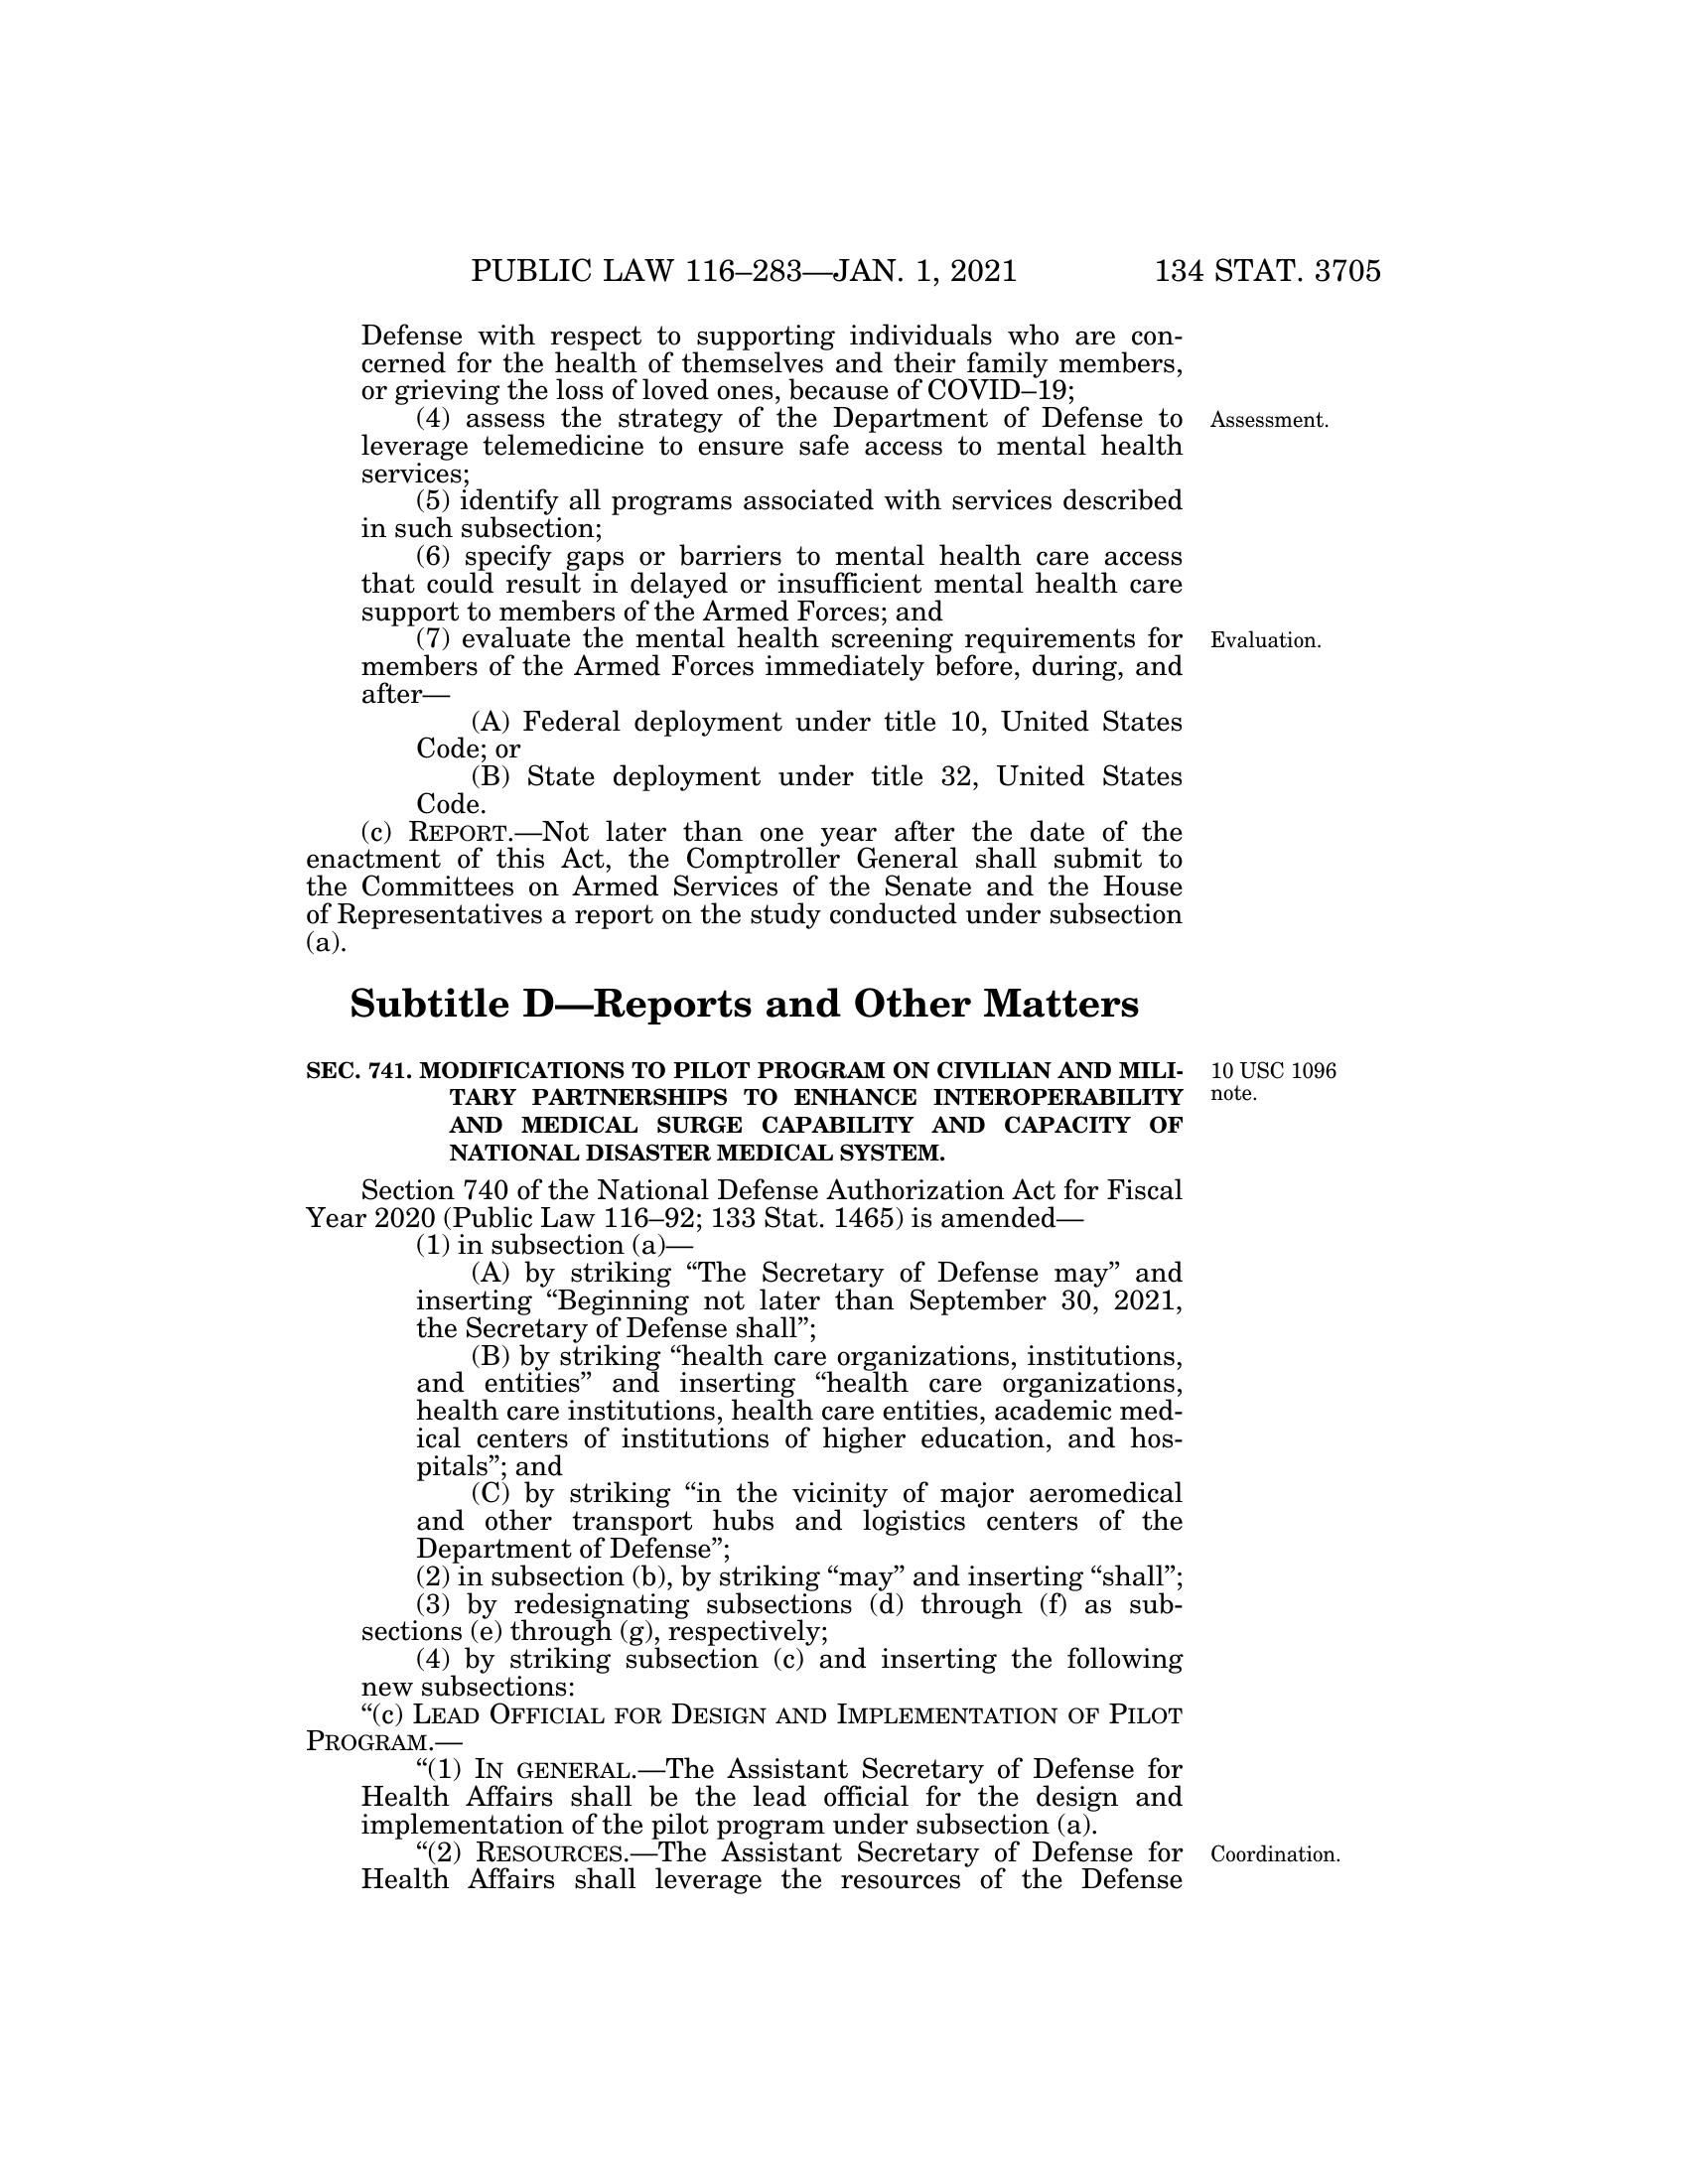 PUBLIC LAW 116–283—JAN. 1, 2021 134 STAT. 3705
Defense with respect to supporting individuals who are con-
cerned for the health of themselves and their family members,
or grieving the loss of loved ones, because of COVID–19;
(4) assess the strategy of the Department of Defense to
Assessment.
leverage telemedicine to ensure safe access to mental health
services;
(5) identify all programs associated with services described
in such subsection;
(6) specify gaps or barriers to mental health care access
that could result in delayed or insufficient mental health care
support to members of the Armed Forces; and
(7) evaluate the mental health screening requirements for
Evaluation.
members of the Armed Forces immediately before, during, and
after—
(A) Federal deployment under title 10, United States
Code; or
(B) State deployment under title 32, United States
Code.
(c) REPORT.—Not later than one year after the date of the
enactment of this Act, the Comptroller General shall submit to
the Committees on Armed Services of the Senate and the House
of Representatives a report on the study conducted under subsection
(a).
Subtitle D—Reports and Other Matters
SEC. 741. MODIFICATIONS TO PILOT PROGRAM ON CIVILIAN AND MILI-
TARY PARTNERSHIPS TO ENHANCE INTEROPERABILITY
AND MEDICAL SURGE CAPABILITY AND CAPACITY OF
NATIONAL DISASTER MEDICAL SYSTEM.
10 USC 1096
note.
Section 740 of the National Defense Authorization Act for Fiscal
Year 2020 (Public Law 116–92; 133 Stat. 1465) is amended—
(1) in subsection (a)—
(A) by striking “The Secretary of Defense may” and
inserting “Beginning not later than September 30, 2021,
the Secretary of Defense shall”;
(B) by striking “health care organizations, institutions,
and entities” and inserting “health care organizations,
health care institutions, health care entities, academic med-
ical centers of institutions of higher education, and hos-
pitals”; and
(C) by striking “in the vicinity of major aeromedical
and other transport hubs and logistics centers of the
Department of Defense”;
(2) in subsection (b), by striking “may” and inserting “shall”;
(3) by redesignating subsections (d) through (f) as sub-
sections (e) through (g), respectively;
(4) by striking subsection (c) and inserting the following
new subsections:
“(c) LEAD OFFICIAL FOR DESIGN AND IMPLEMENTATION OF PILOT
PROGRAM.—
“(1) IN GENERAL.—The Assistant Secretary of Defense for
Health Affairs shall be the lead official for the design and
implementation of the pilot program under subsection (a).
“(2) RESOURCES.—The Assistant Secretary of Defense for
Coordination.
Health Affairs shall leverage the resources of the Defense